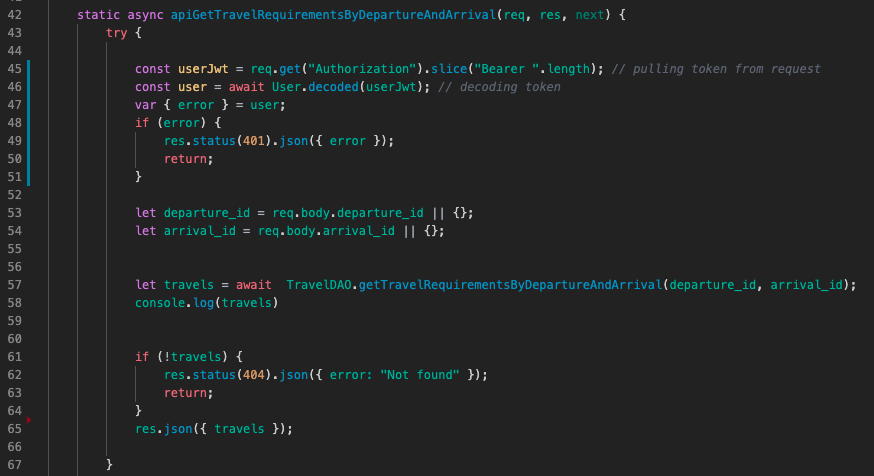 42 static async apiGetTravelRequirementsByDepartureAndArrival(req, res, next) {
43 try {
44
45 const userJwt = req.get("Authorization").slice("Bearer ".length); // pulling token from request
46 const user = await User.decoded(userJwt); // decoding token
47 var { error } = user;
48 if (error) {
49 res.status(401).json({ error });
50 return;
51 }
52
53 let departure_id = req.body.departure_id || {};
54 let arrival_id = req.body.arrival_id || {};
55
56
57 let travels = await  TravelDAO.getTravelRequirementsByDepartureAndArrival(departure_id, arrival_id);
58 console.log(travels)
59
60
61 if (!travels) {
62 res.status(404).json({ error: "Not found" });
63 return;
64 }
65 res.json({ travels });
66
67 }